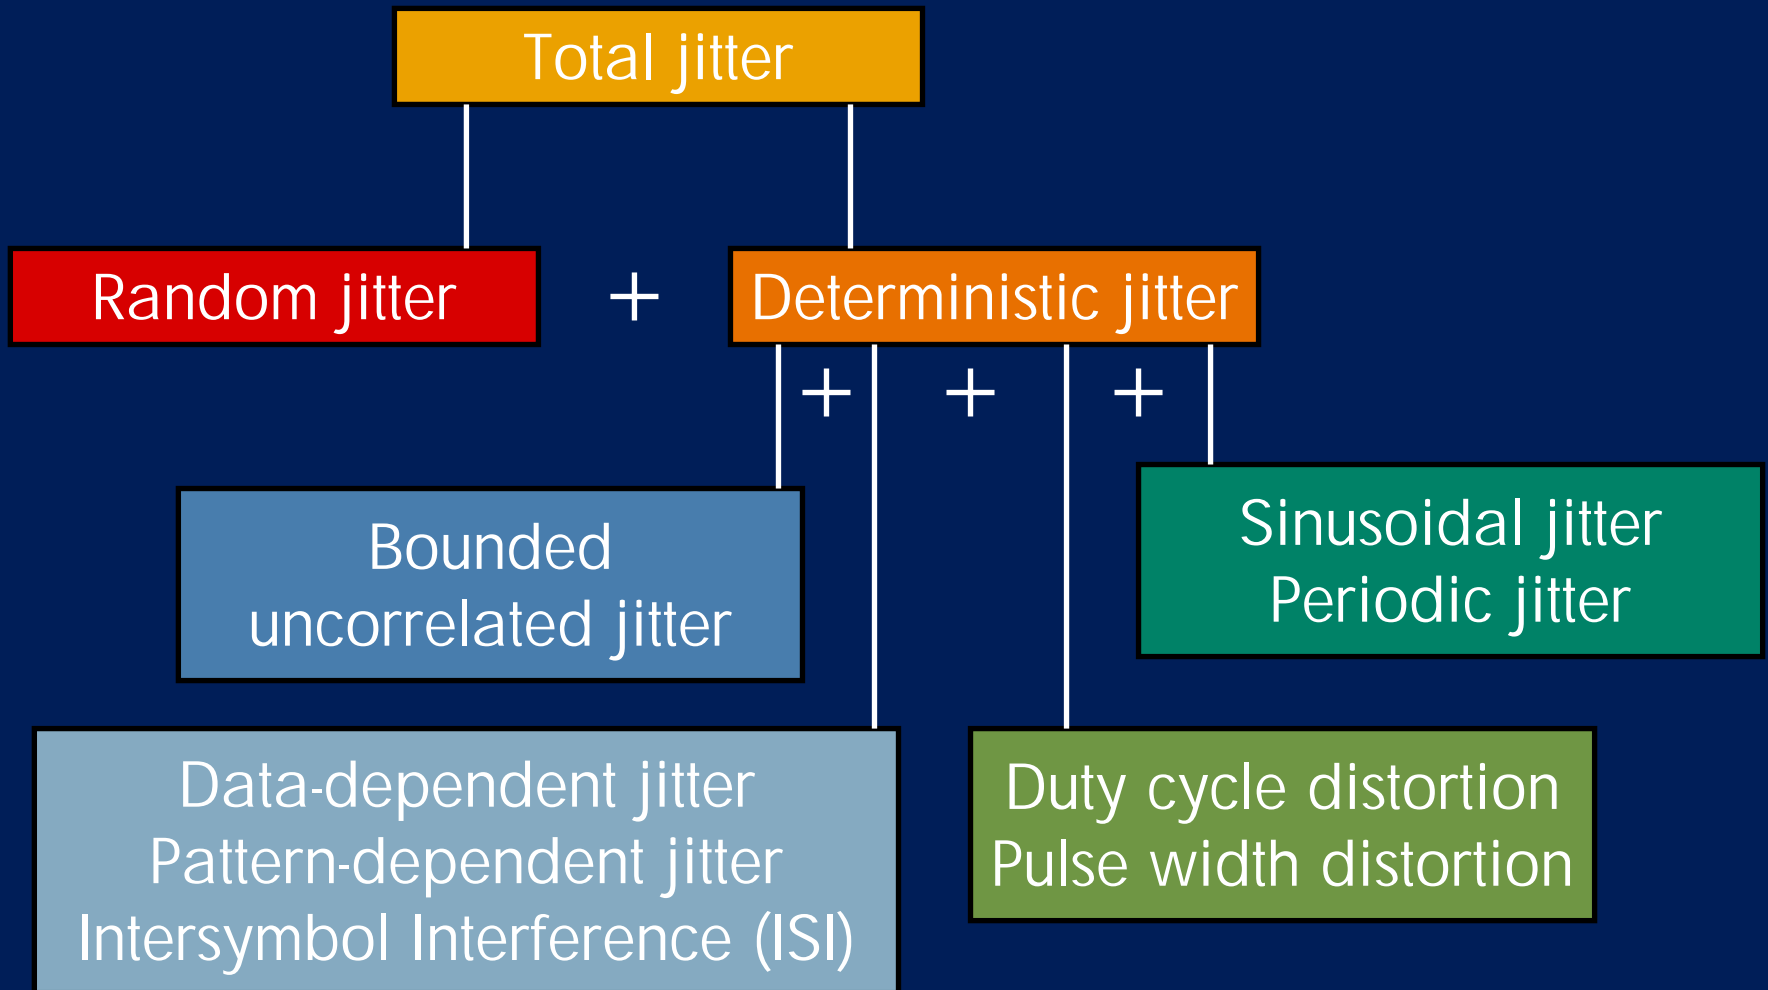 Total jitter
Random jitter
+
Deterministic jitter
+
+
+
Bounded
uncorrelated jitter
Sinusoidal jitter
Periodic jitter
Data-dependent jitter
Pattern-dependent jitter
Intersymbol Interference (ISI)
Duty cycle distortion
Pulse width distortion